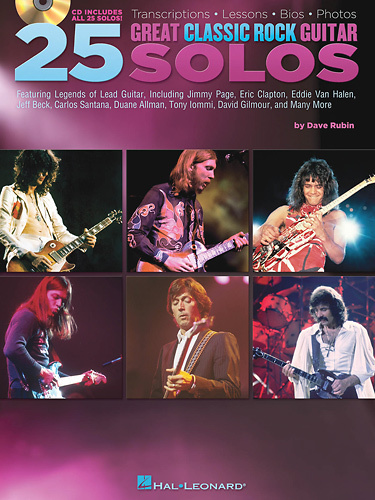 CD INCLUDES
ALL 25 SOLOS!
Transcriptions • Lessons • Bios • Photos
25 GREAT CLASSIC ROCK GUITAR
SOLOS
Featuring Legends of Lead Guitar, Including Jimmy Page, Eric Clapton, Eddie Van Halen,
Jeff Beck, Carlos Santana, Duane Allman, Tony Iommi, David Gilmour, and Many More
by Dave Rubin
HAL•LEONARD®